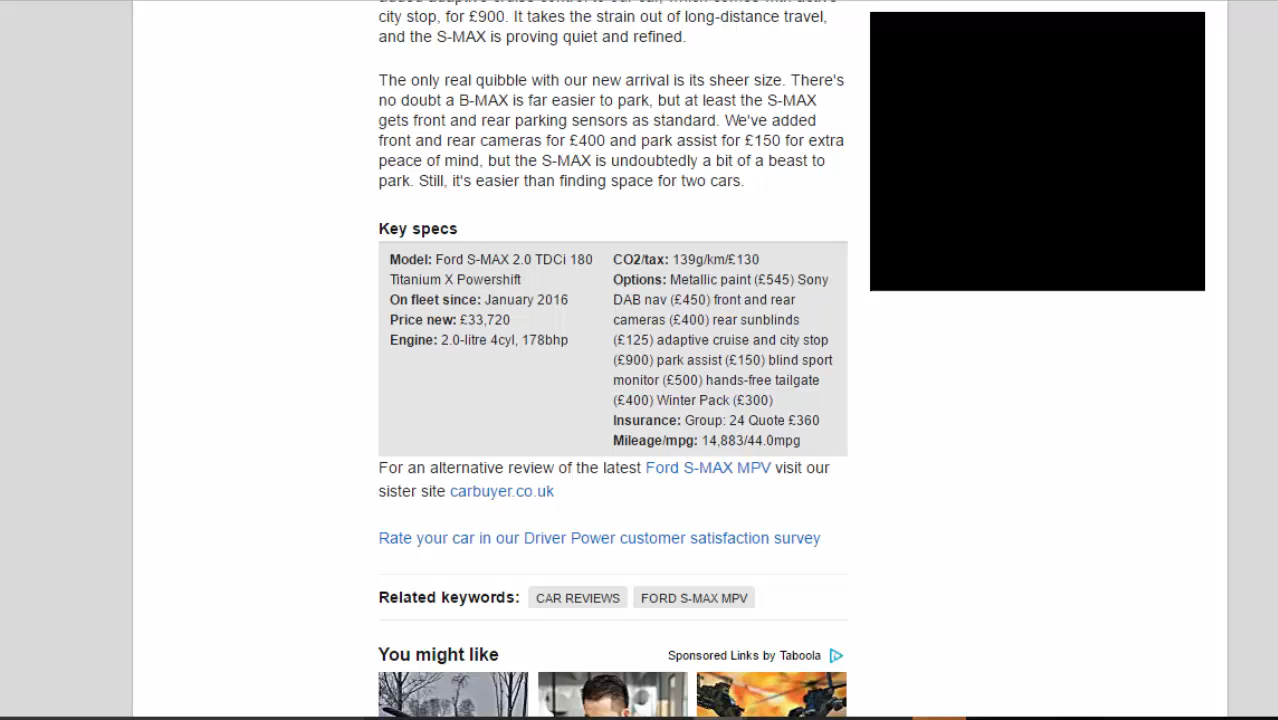 city stop, for £900. It takes the strain out of long-distance travel,
and the S-MAX is proving quiet and refined.
The only real quibble with our new arrival is its sheer size. There's
no doubt a B-MAX is far easier to park, but at least the S-MAX
gets front and rear parking sensors as standard. We've added
front and rear cameras for £400 and park assist for £150 for extra
peace of mind, but the S-MAX is undoubtedly a bit of a beast to
park. Still, it's easier than finding space for two cars.
Key specs
Model: Ford S-MAX 2.0 TDCi 180
Titanium X Powershift
On fleet since: January 2016
Price new: £33,720
Engine: 2.0-litre 4cyl, 178bhp
CO2/tax: 139g/km/£130
Options: Metallic paint (£545) Sony
DAB nav (£450) front and rear
cameras (£400) rear sunblinds
(£125) adaptive cruise and city stop
(£900) park assist (£150) blind sport
monitor (£500) hands-free tailgate
(£400) Winter Pack (£300)
Insurance: Group: 24 Quote £360
Mileage/mpg: 14,883/44.0mpg
For an alternative review of the latest Ford S-MAX MPV visit our
sister site carbuyer.co.uk
Rate your car in our Driver Power customer satisfaction survey
Related keywords: CAR REVIEWS FORD S-MAX MPV
You might like
Sponsored Links by Taboola